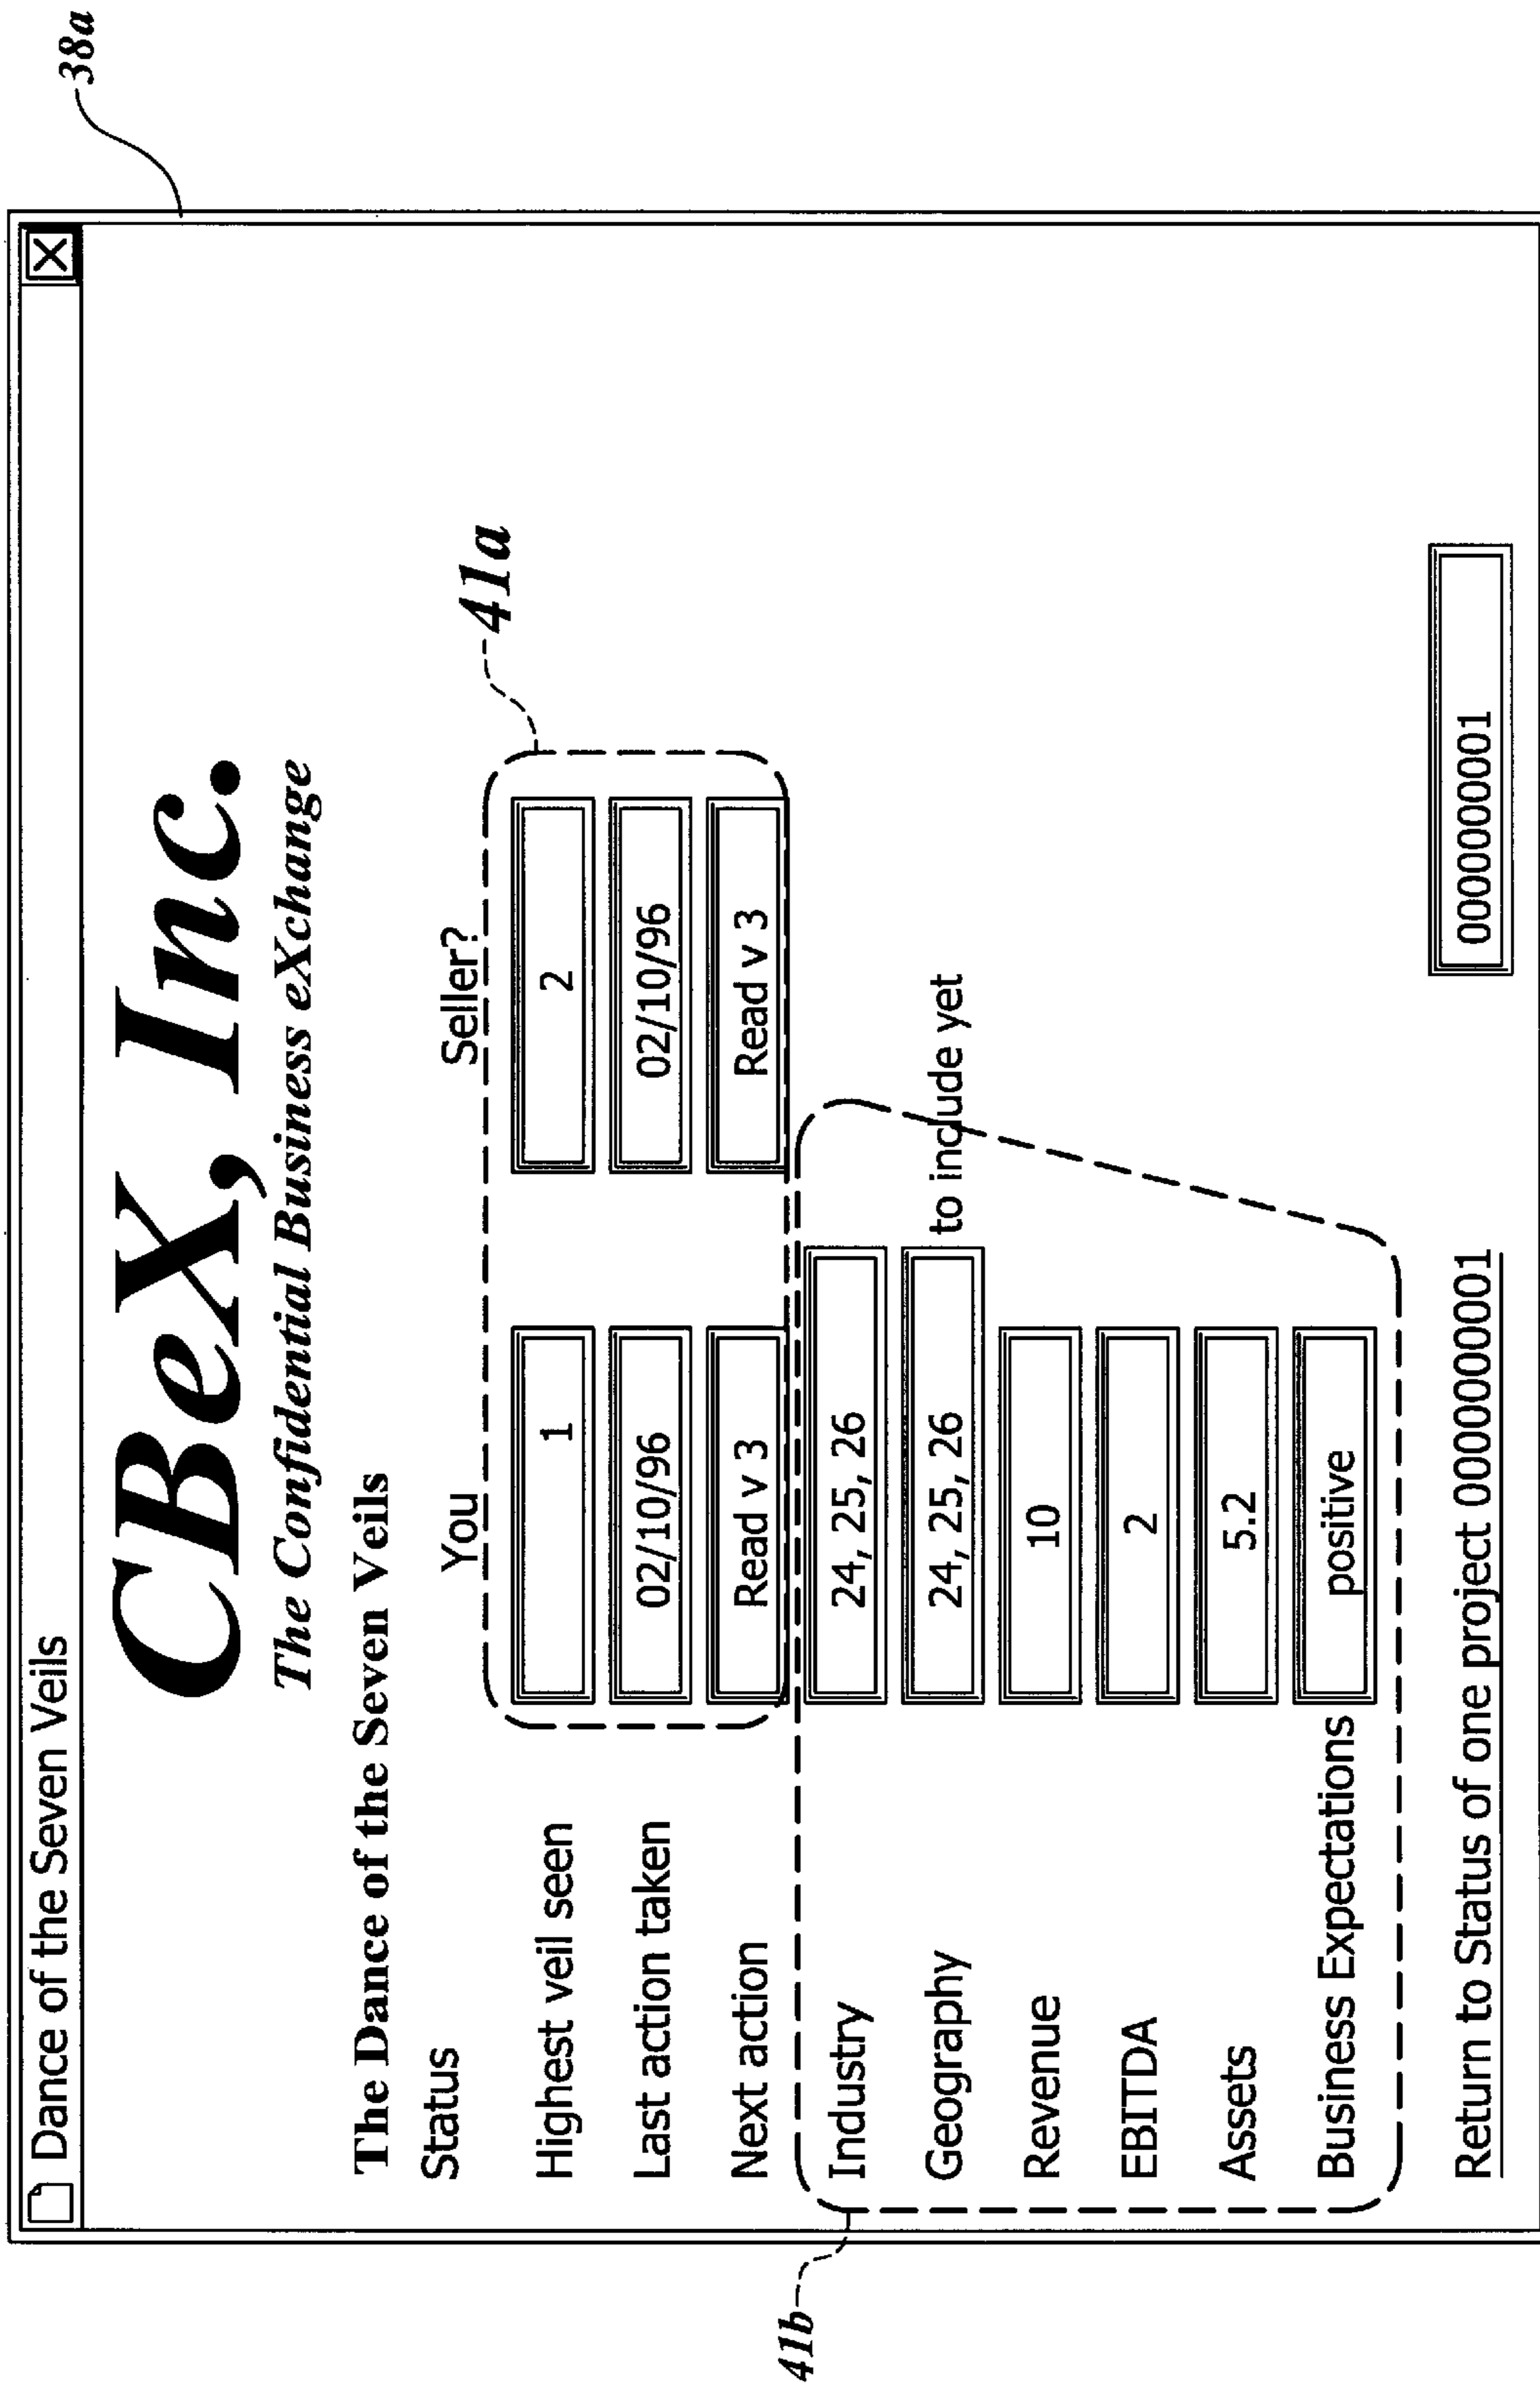 38a
Dance of the Seven Veils
CBeX, Inc.
The Confidential Business eXchange
The Dance of the Seven Veils
Status You Seller?
41a
Highest veil seen 1 2
Last action taken 02/10/96 02/10/96
Next action Read v 3 Read v 3
41b
Industry 24, 25, 26
Geography 24, 25, 26 to include yet
Revenue 10
EBITDA 2
Assets 5.2
Business Expectations positive
Return to Status of one project 0000000001 0000000001